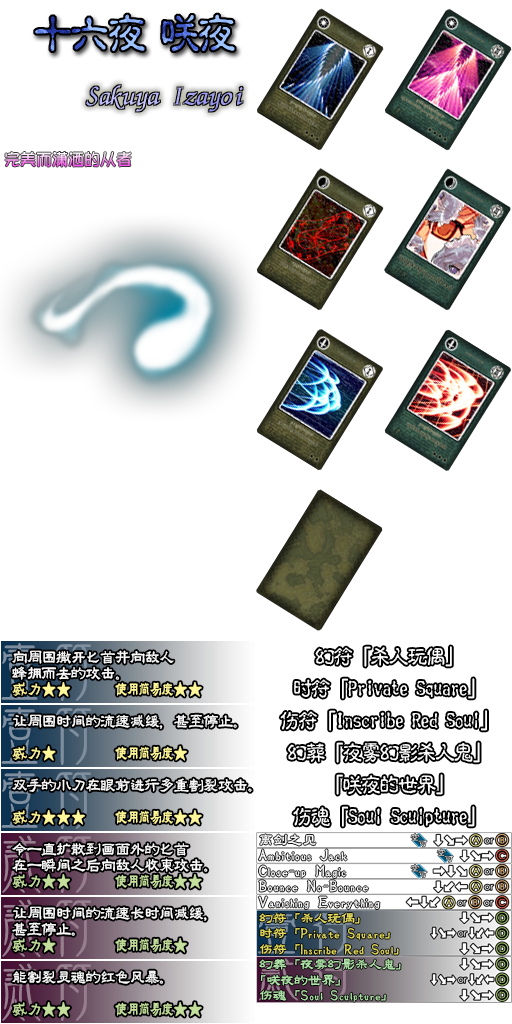 十六夜 咲夜
Sakuya Izayoi
完美而潇洒的从者
向周围撒开匕首并向敌人
蜂拥而去的攻击。
威力★★ 使用简易度★★
让周围时间的流速减缓，甚至停止。
威力★ 使用简易度★★
双手的小刀在眼前进行多重割裂攻击。
威力★★★ 使用简易度★★
令一直扩散到画面外的匕首
在一瞬间之后向敌人收束攻击。
威力★★ 使用简易度★
让周围时间的流速长时间减缓，
甚至停止。
威力★ 使用简易度★
能割裂灵魂的红色风暴。
威力★★ 使用简易度★
幻符「杀人玩偶」
时符「Private Square」
伤符「Inscribe Red Soul」
幻葬「夜雾幻影杀人鬼」
「咲夜的世界」
伤魂「Soul Sculpture」
离剑之见 ↓↘→ⒶorⒷ
Ambitious Jack ↓↘→Ⓒ
Close-up Magic →↓↘ⒶorⒷ
Bounce No-Bounce ↓↙←ⒷorⒸ
Vanishing Everything ←↓↙ⒶorⒷorⒸ
幻符「杀人玩偶」 ↓↘→Ⓓ
时符「Private Square」 ↓↘→or↓↙←Ⓓ
伤符「Inscribe Red Soul」 ↓↘→Ⓓ
幻葬「夜雾幻影杀人鬼」 ↓↘→Ⓓ
「咲夜的世界」 ↓↘→or↓↙←Ⓓ
伤魂「Soul Sculpture」 ↓↘→Ⓓ